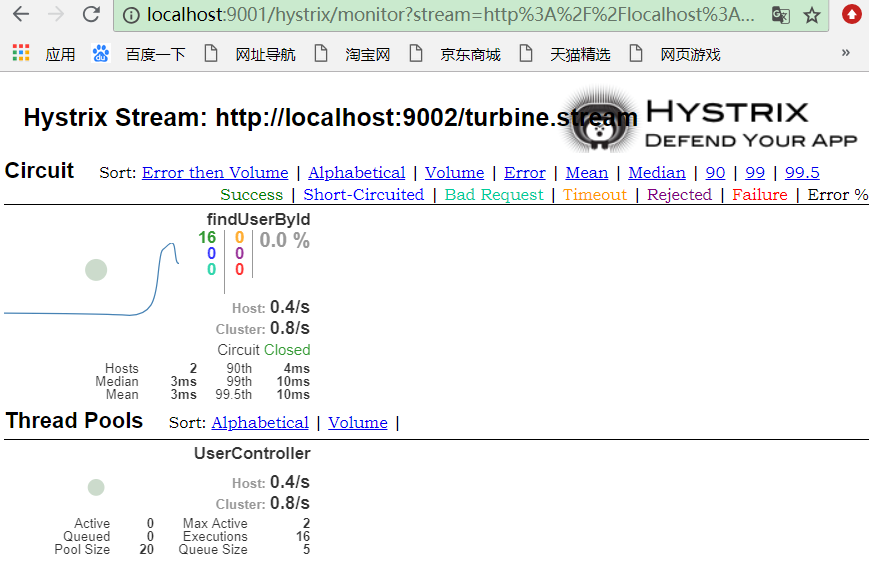 localhost:9001/hystrix/monitor?stream=http%3A%2F%2Flocalhost%3A...
应用 百度一下 网址导航 淘宝网 京东商城 天猫精选 网页游戏 »
Hystrix Stream: http://localhost:9002/turbine.stream
HYSTRIX
DEFEND YOUR APP
Circuit Sort: Error then Volume | Alphabetical | Volume | Error | Mean | Median | 90 | 99 | 99.5
Success | Short-Circuited | Bad Request | Timeout | Rejected | Failure | Error %
findUserById
16 0 0.0 %
0 0
0 0
Host: 0.4/s
Cluster: 0.8/s
Circuit Closed
Hosts 2 90th 4ms
Median 3ms 99th 10ms
Mean 3ms 99.5th 10ms
Thread Pools Sort: Alphabetical | Volume |
UserController
Host: 0.4/s
Cluster: 0.8/s
Active 0 Max Active 2
Queued 0 Executions 16
Pool Size 20 Queue Size 5